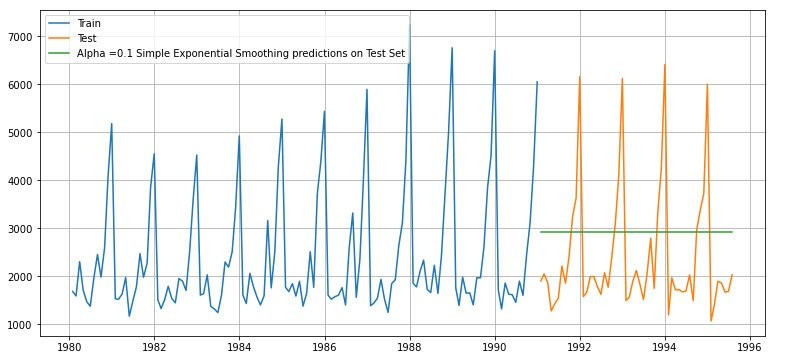 Train
Test
Alpha =0.1 Simple Exponential Smoothing predictions on Test Set
7000
6000
5000
4000
3000
2000
1000
1980 1982 1984 1986 1988 1990 1992 1994 1996